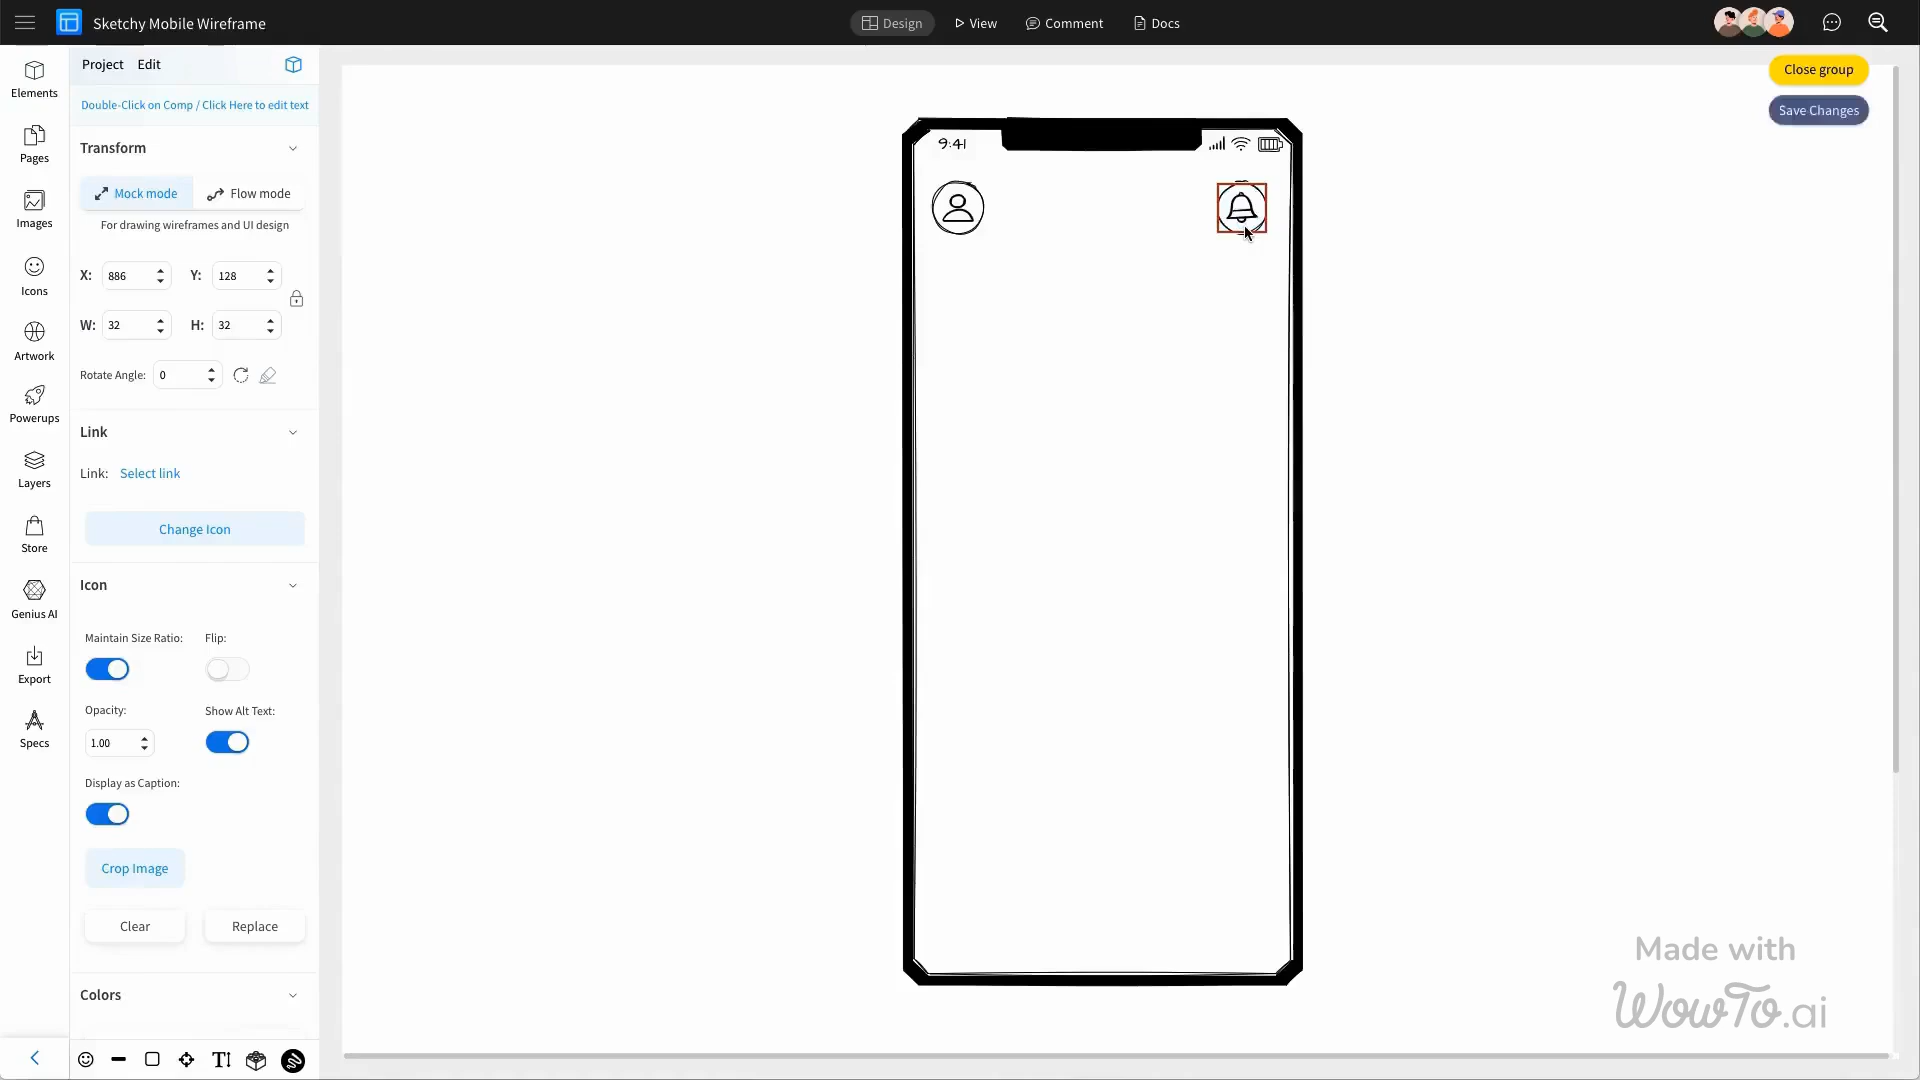 Sketchy Mobile Wireframe
Design
View
Comment
Docs
Project Edit
Close group
Save Changes
Double-Click on Comp / Click Here to edit text
Elements
Pages
Images
Icons
Artwork
Powerups
Layers
Store
Genius AI
Export
Specs
Transform
Mock mode
Flow mode
For drawing wireframes and UI design
X: 886 Y: 128
W: 32 H: 32
Rotate Angle: 0
Link
Link: Select link
Change Icon
Icon
Maintain Size Ratio: Flip:
Opacity: Show Alt Text:
1.00
Display as Caption:
Crop Image
Clear Replace
Colors
9:41
Made with
WowTo.ai